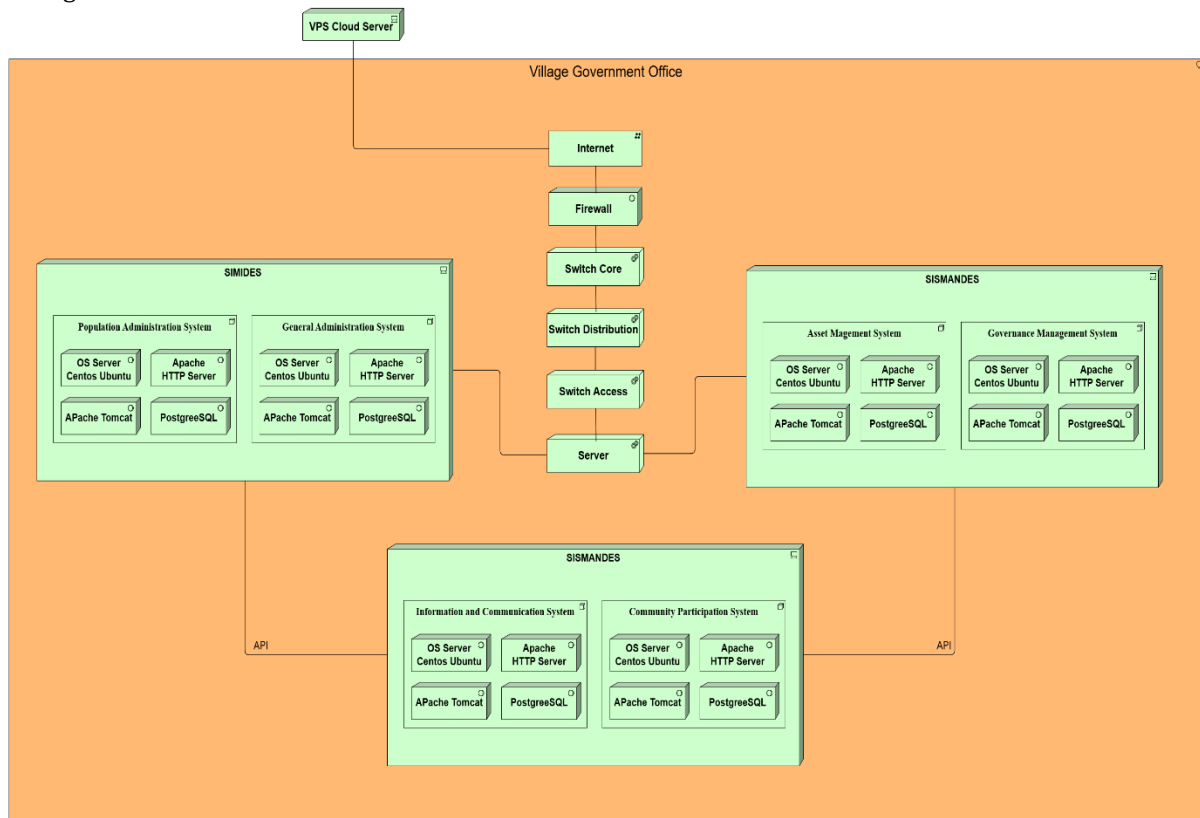 VPS Cloud Server
Village Government Office
Internet
Firewall
Switch Core
Switch Distribution
Switch Access
Server
SIMIDES
Population Administration System
OS Server
Centos Ubuntu
Apache
HTTP Server
APache Tomcat
PostgreeSQL
General Administration System
OS Server
Centos Ubuntu
Apache
HTTP Server
APache Tomcat
PostgreeSQL
SISMANDES
Asset Magement System
OS Server
Centos Ubuntu
Apache
HTTP Server
APache Tomcat
PostgreeSQL
Governance Management System
OS Server
Centos Ubuntu
Apache
HTTP Server
APache Tomcat
PostgreeSQL
API
API
SISMANDES
Information and Communication System
OS Server
Centos Ubuntu
Apache
HTTP Server
APache Tomcat
PostgreeSQL
Community Participation System
OS Server
Centos Ubuntu
Apache
HTTP Server
APache Tomcat
PostgreeSQL